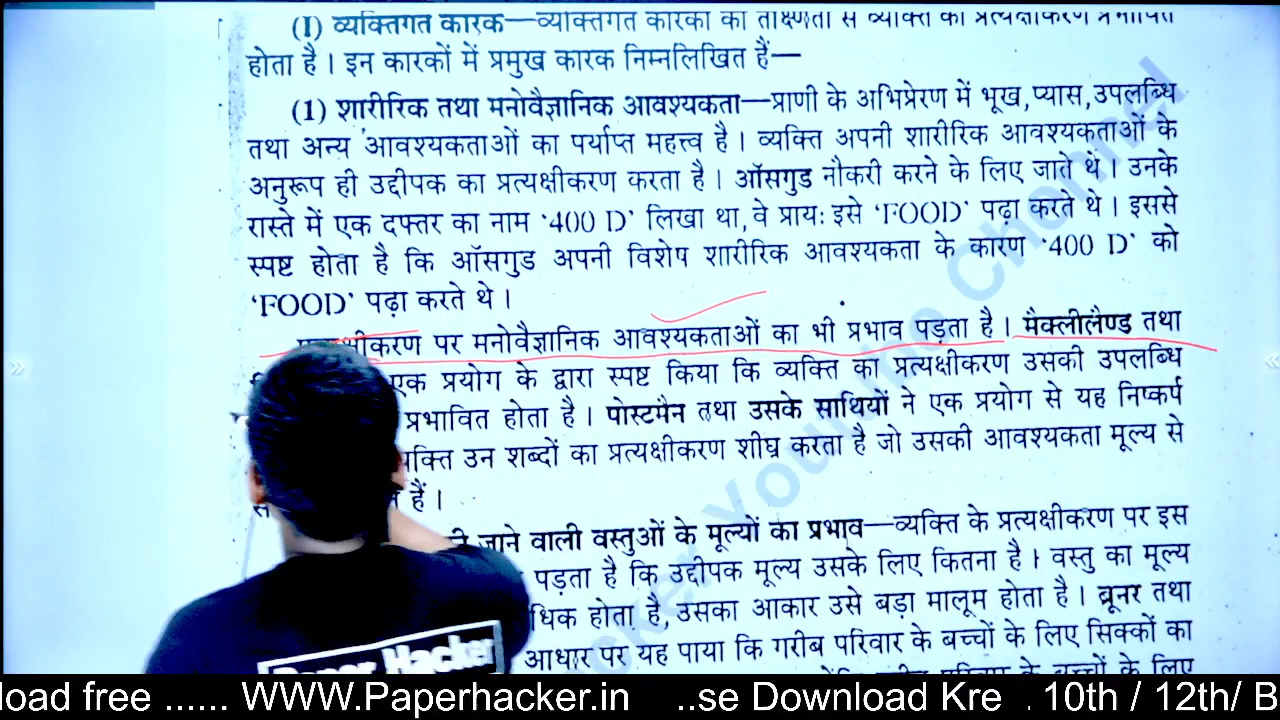 (I) व्यक्तिगत कारक—व्यक्तिगत कारकों की तीक्ष्णता से व्यक्ति का प्रत्यक्षीकरण प्रभावित
होता है । इन कारकों में प्रमुख कारक निम्नलिखित हैं—
(1) शारीरिक तथा मनोवैज्ञानिक आवश्यकता—प्राणी के अभिप्रेरण में भूख, प्यास, उपलब्धि
तथा अन्य आवश्यकताओं का पर्याप्त महत्त्व है । व्यक्ति अपनी शारीरिक आवश्यकताओं के
अनुरूप ही उद्दीपक का प्रत्यक्षीकरण करता है । ऑसगुड नौकरी करने के लिए जाते थे । उनके
रास्ते में एक दफ्तर का नाम ‘400 D’ लिखा था, वे प्रायः इसे ‘FOOD’ पढ़ा करते थे । इससे
स्पष्ट होता है कि ऑसगुड अपनी विशेष शारीरिक आवश्यकता के कारण ‘400 D’ को
‘FOOD’ पढ़ा करते थे ।
पर मनोवैज्ञानिक आवश्यकताओं का भी प्रभाव पड़ता है । मैक्लीलैण्ड तथा
एक प्रयोग के द्वारा स्पष्ट किया कि व्यक्ति का प्रत्यक्षीकरण उसकी उपलब्धि
प्रभावित होता है । पोस्टमैन तथा उसके साथियों ने एक प्रयोग से यह निष्कर्ष
उन शब्दों का प्रत्यक्षीकरण शीघ्र करता है जो उसकी आवश्यकता मूल्य से
हैं ।
जाने वाली वस्तुओं के मूल्यों का प्रभाव—व्यक्ति के प्रत्यक्षीकरण पर इस
पड़ता है कि उद्दीपक मूल्य उसके लिए कितना है । वस्तु का मूल्य
होता है, उसका आकार उसे बड़ा मालूम होता है । ब्रूनर तथा
आधार पर यह पाया कि गरीब परिवार के बच्चों के लिए सिक्कों का
परिवार के बच्चों के लिए
Paper Hacker
load free ...... WWW.Paperhacker.in ..se Download Kre . 10th / 12th/ B